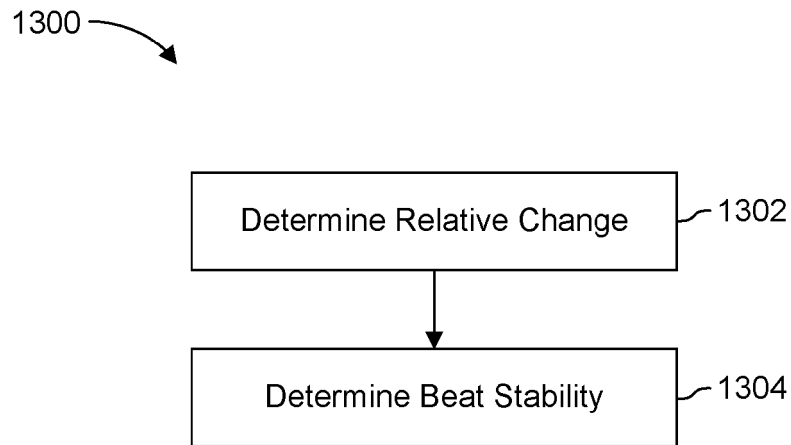 1300
Determine Relative Change
1302
Determine Beat Stability
1304